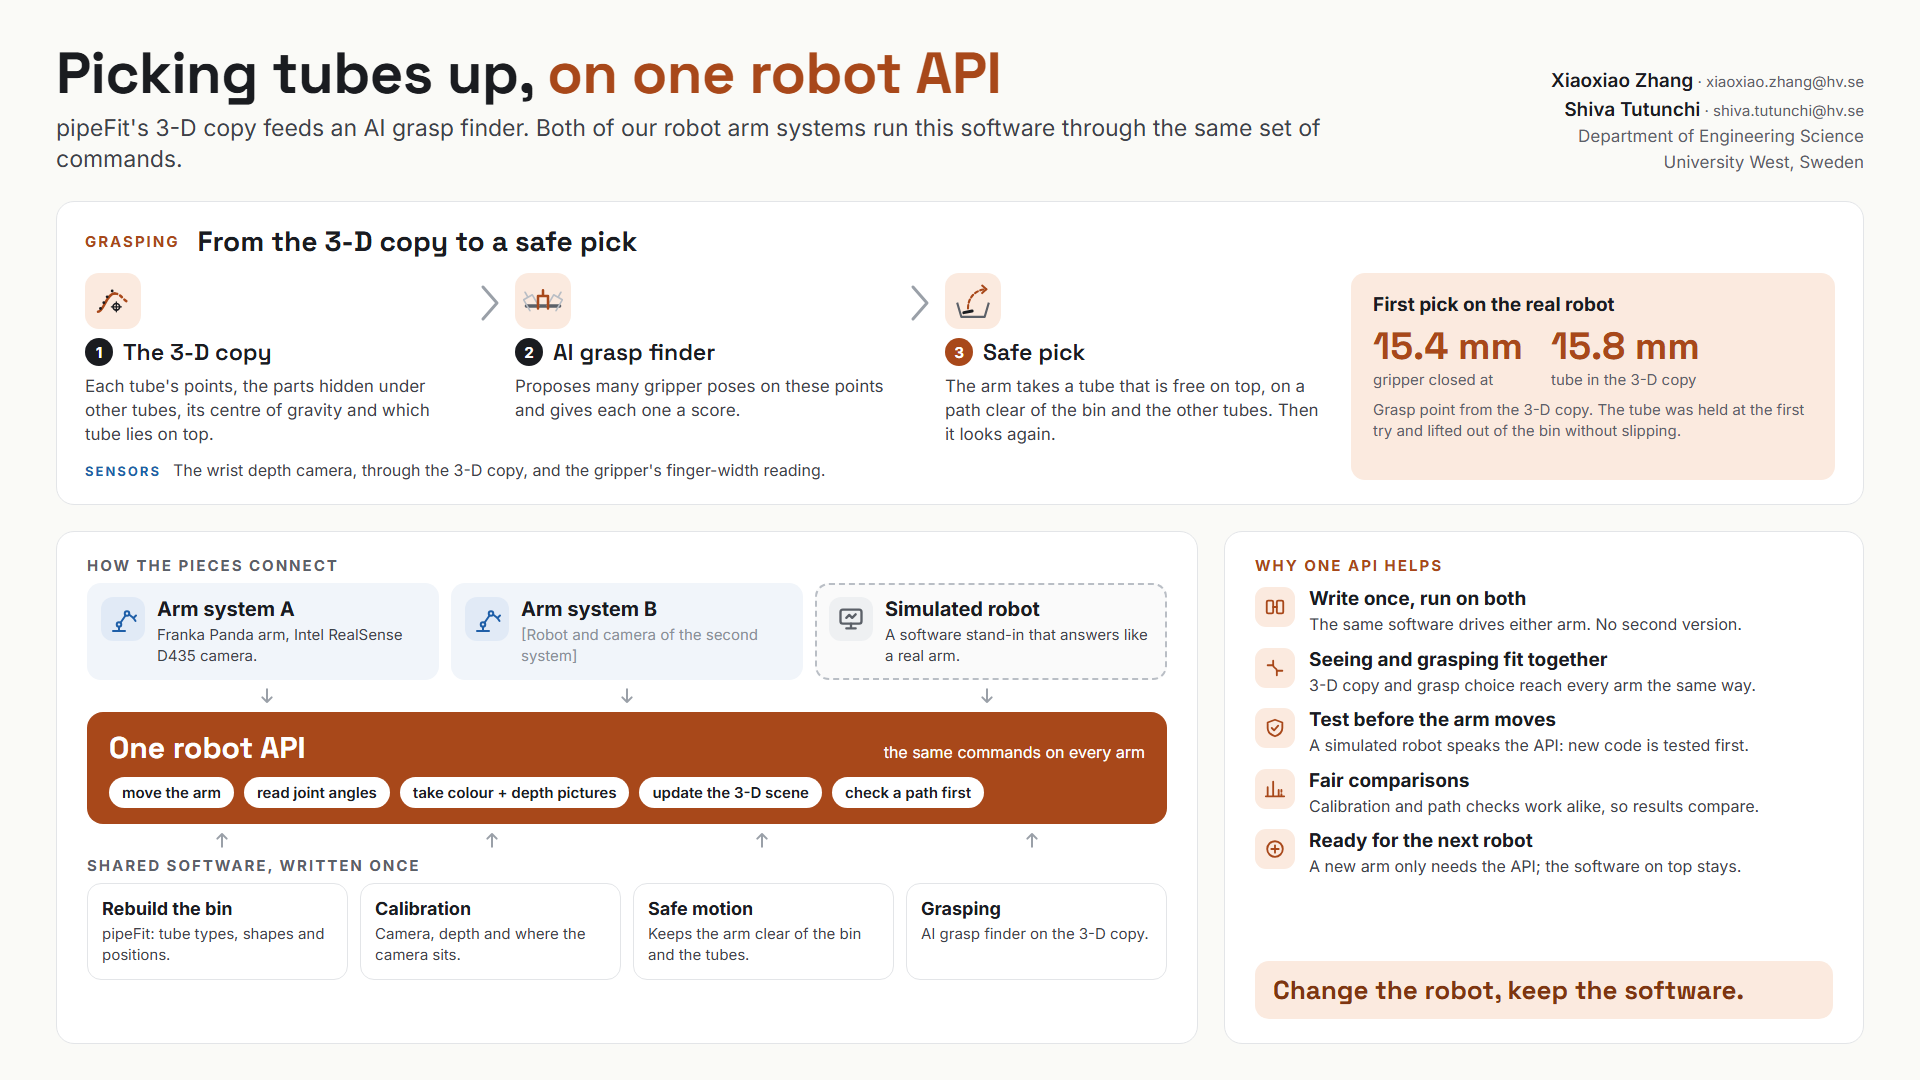 Picking tubes up, on one robot API
pipeFit's 3-D copy feeds an AI grasp finder. Both of our robot arm systems run this software through the same set of
commands.
Xiaoxiao Zhang · xiaoxiao.zhang@hv.se
Shiva Tutunchi · shiva.tutunchi@hv.se
Department of Engineering Science
University West, Sweden
GRASPING From the 3-D copy to a safe pick
1 The 3-D copy
Each tube's points, the parts hidden under
other tubes, its centre of gravity and which
tube lies on top.
2 AI grasp finder
Proposes many gripper poses on these points
and gives each one a score.
3 Safe pick
The arm takes a tube that is free on top, on a
path clear of the bin and the other tubes. Then
it looks again.
SENSORS The wrist depth camera, through the 3-D copy, and the gripper's finger-width reading.
First pick on the real robot
15.4 mm 15.8 mm
gripper closed at tube in the 3-D copy
Grasp point from the 3-D copy. The tube was held at the first
try and lifted out of the bin without slipping.
HOW THE PIECES CONNECT
Arm system A
Franka Panda arm, Intel RealSense
D435 camera.
Arm system B
[Robot and camera of the second
system]
Simulated robot
A software stand-in that answers like
a real arm.
One robot API
the same commands on every arm
move the arm read joint angles take colour + depth pictures update the 3-D scene check a path first
SHARED SOFTWARE, WRITTEN ONCE
Rebuild the bin
pipeFit: tube types, shapes and
positions.
Calibration
Camera, depth and where the
camera sits.
Safe motion
Keeps the arm clear of the bin
and the tubes.
Grasping
AI grasp finder on the 3-D copy.
WHY ONE API HELPS
Write once, run on both
The same software drives either arm. No second version.
Seeing and grasping fit together
3-D copy and grasp choice reach every arm the same way.
Test before the arm moves
A simulated robot speaks the API: new code is tested first.
Fair comparisons
Calibration and path checks work alike, so results compare.
Ready for the next robot
A new arm only needs the API; the software on top stays.
Change the robot, keep the software.